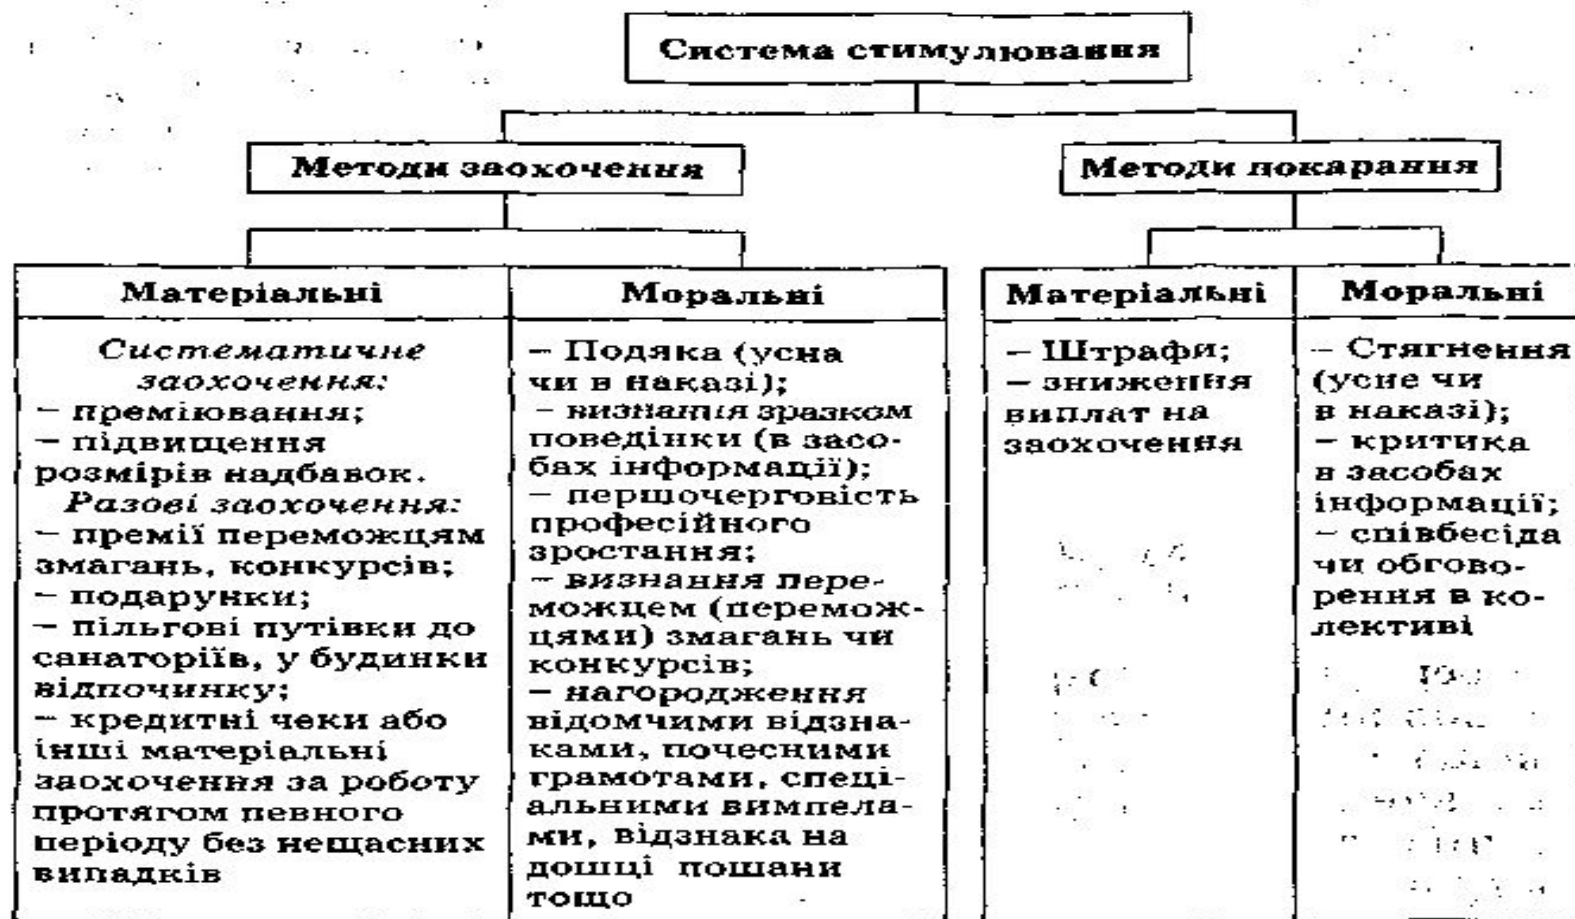 Система стимулювання
Методи заохочення
Методи покарання
Матеріальні
Моральні
Матеріальні
Моральні
Систематичне
заохочення:
– преміювання;
– підвищення
розмірів надбавок.
Разові заохочення:
– премії переможцям
змагань, конкурсів;
– подарунки;
– пільгові путівки до
санаторіїв, у будинки
відпочинку;
– кредитні чеки або
інші матеріальні
заохочення за роботу
протягом певного
періоду без нещасних
випадків
– Подяка (усна
чи в наказі);
– визнання зразком
поведінки (в засо-
бах інформації);
– першочерговість
професійного
зростання;
– визнання пере-
можцем (перемож-
цями) змагань чи
конкурсів;
– нагородження
відомчими відзна-
ками, почесними
грамотами, спеці-
альними вимпела-
ми, відзнака на
дошці пошани
тощо
– Штрафи;
– зниження
виплат на
заохочення
– Стягнення
(усне чи
в наказі);
– критика
в засобах
інформації;
– співбесіда
чи обгово-
рення в ко-
лективі